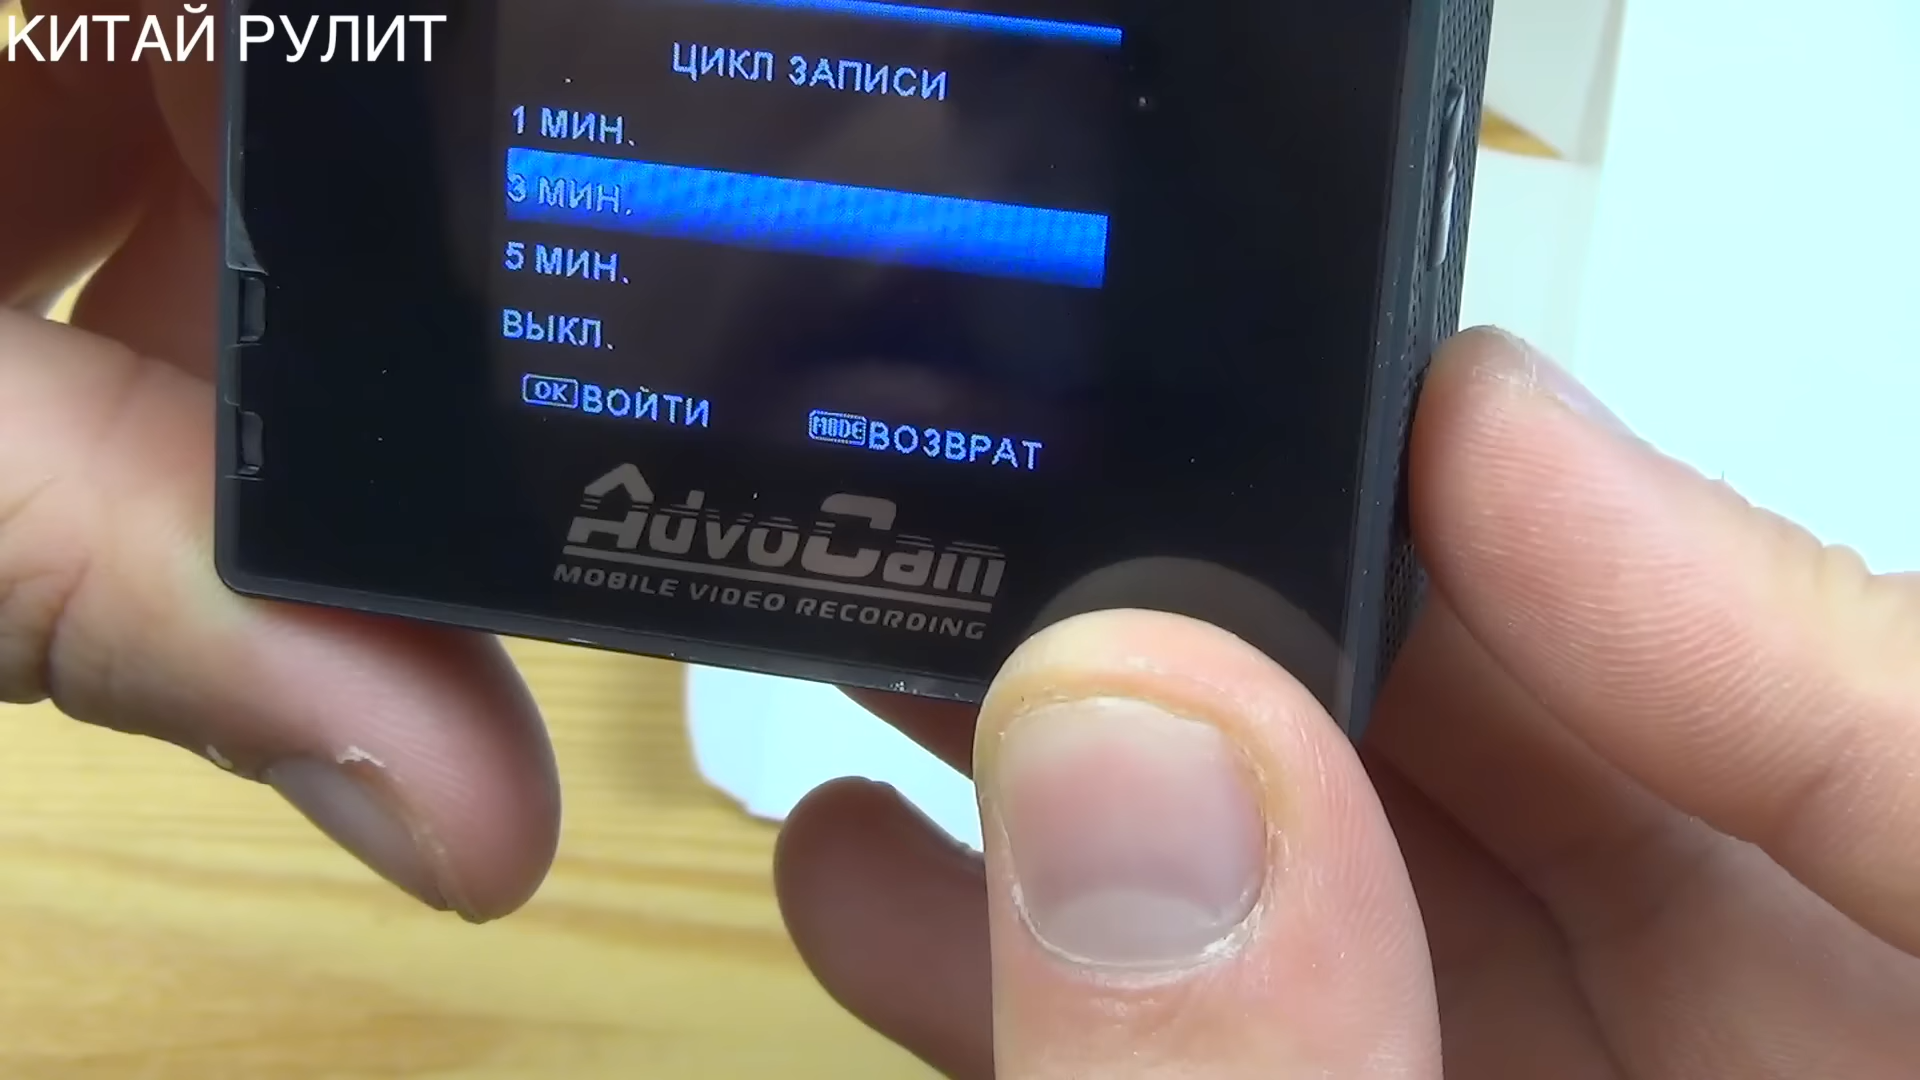 КИТАЙ РУЛИТ
ЦИКЛ ЗАПИСИ
1 МИН.
3 МИН.
5 МИН.
ВЫКЛ.
OK ВОЙТИ
MODE ВОЗВРАТ
AdvoCam
MOBILE VIDEO RECORDING